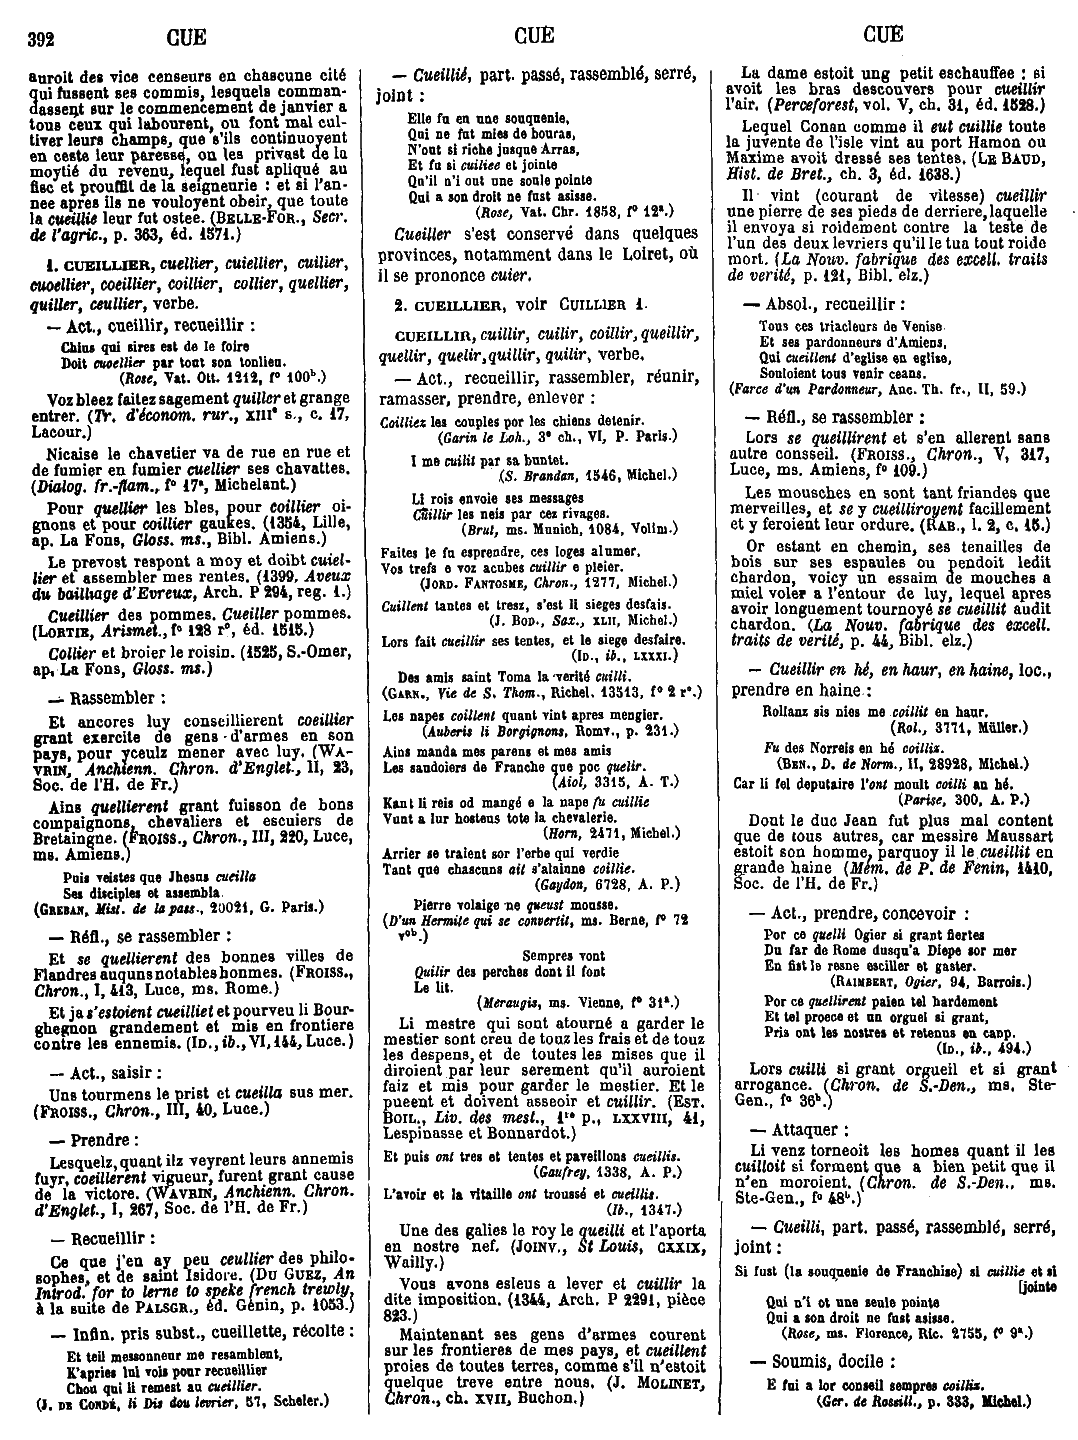 392 CUE CUE CUE
auroit des vice censeurs en chascune cité
qui fussent ses commis, lesquels comman-
dassent sur le commencement de janvier a
tous ceux qui labourent, ou font mal cul-
tiver leurs champs, que s'ils continuoyent
en ceste leur paresse, on les privast de la
moytié du revenu, lequel fust apliqué au
fisc et prouffit de la seigneurie : et si l'an-
nee apres ils ne vouloyent obeir, que toute
la cueillie leur fut ostee. (BELLE-FOR., Secr.
de l'agric., p. 363, éd. 1571.)
1. CUEILLIER, cuellier, cuiellier, cuilier,
cuoellier, coeillier, coillier, collier, quellier,
quiller, ceullier, verbe.
— Act., cueillir, recueillir :
Chius qui sires est de le foire
Doit cuoellier par tout son tonlieu.
(Rose, Vat. Ott. 1212, f° 100b.)
Voz bleez faitez sagement quiller et grange
entrer. (Tr. d'économ. rur., XIIIe s., c. 17,
Lacour.)
Nicaise le chavetier va de rue en rue et
de fumier en fumier cuellier ses chavattes.
(Dialog. fr.-flam., f° 17a, Michelant.)
Pour quellier les bles, pour coillier oi-
gnons et pour coillier gaukes. (1354, Lille,
ap. La Fons, Gloss. ms., Bibl. Amiens.)
Le prevost respont a moy et doibt cuiel-
lier et assembler mes rentes. (1399, Aveux
du bailliage d'Evreux, Arch. P 294, reg. 1.)
Cueillier des pommes. Cueiller pommes.
(LORTIE, Arismet., f° 128 r°, éd. 1515.)
Collier et broier le roisin. (1525, S.-Omer,
ap. La Fons, Gloss. ms.)
— Rassembler :
Et ancores luy conseillierent coeillier
grant exercite de gens d'armes en son
pays, pour yceulz mener avec luy. (WA-
VRIN, Anchienn. Chron. d'Englet., II, 23,
Soc. de l'H. de Fr.)
Ains quellierent grant fuisson de bons
compaignons, chevaliers et escuiers de
Bretaingne. (FROISS., Chron., III, 220, Luce,
ms. Amiens.)
Puis veistes que Jhesus cueilla
Ses disciples et assembla.
(GREBAN, Mist. de la pass., 20021, G. Paris.)
— Réfl., se rassembler :
Et se quellierent des bonnes villes de
Flandres auquns notables honmes. (FROISS.,
Chron., I, 413, Luce, ms. Rome.)
Et ja s'estoient cueilliet et pourveu li Bour-
ghegnon grandement et mis en frontiere
contre les ennemis. (ID., ib., VI, 144, Luce.)
— Act., saisir :
Uns tourmens le prist et cueilla sus mer.
(FROISS., Chron., III, 40, Luce.)
— Prendre :
Lesquelz, quant ilz veyrent leurs annemis
fuyr, coeillerent vigueur, furent grant cause
de la victore. (WAVRIN, Anchienn. Chron.
d'Englet., I, 267, Soc. de l'H. de Fr.)
— Recueillir :
Ce que j'en ay peu ceullier des philo-
sophes, et de saint Isidore. (DU GUEZ, An
Introd. for to lerne to speke french trewly,
à la suite de PALSGR., éd. Génin, p. 1053.)
— Infin. pris subst., cueillette, récolte :
Et teil messonneur me resamblent,
K'apries lui vois pour recueillier
Chou qui li remest au cueillier.
(J. DE CONDÉ, li Dis dou levrier, 57, Scheler.)
— Cueillié, part. passé, rassemblé, serré,
joint :
Elle fu en une souquenie,
Qui ne fut mies de bouras,
N'out si riche jusque Arras,
Et fu si cuiliee et jointe
Qu'il n'i out une soule pointe
Qui a son droit ne fust asisse.
(Rose, Vat. Chr. 1858, f° 12a.)
Cueiller s'est conservé dans quelques
provinces, notamment dans le Loiret, où
il se prononce cuier.
2. CUEILLIER, voir CUILLIER 1.
CUEILLIR, cuillir, cuilir, coillir, queillir,
quellir, quelir, quillir, quilir, verbe.
— Act., recueillir, rassembler, réunir,
ramasser, prendre, enlever :
Coilliez les couples por les chiens detenir.
(Garin le Loh., 3e ch., VI, P. Paris.)
I me cuilit par sa buntet.
(S. Brandan, 1546, Michel.)
Li rois envoie ses messages
Cuillir les neis par cez rivages.
(Brut, ms. Munich, 1084, Vollm.)
Faites le fu esprendre, ces loges alumer,
Vos trefs e voz acubes cuillir e pleier.
(JORD. FANTOSME, Chron., 1277, Michel.)
Cuillent tantes et tresz, s'est li sieges desfais.
(J. BOD., Sax., XLII, Michel.)
Lors fait cueillir ses tentes, et le siege desfaire.
(ID., ib., LXXXI.)
Des amis saint Toma la verité cuilli.
(GARN., Vie de S. Thom., Richel. 13513, f° 2 r°.)
Les napes coillent quant vint apres mengier.
(Auberis li Borgignons, Romv., p. 231.)
Ains manda mes parens et mes amis
Les saudoiers de Franche que poc quelir.
(Aiol, 3315, A. T.)
Kant li reis od mangé e la nape fu cuillie
Vunt a lur hosteus tote la chevalerie.
(Horn, 2471, Michel.)
Arrier se traient sor l'erbe qui verdie
Tant que chascuns ait s'alainne coillie.
(Gaydon, 6728, A. P.)
Pierre volaige ne queust mousse.
(D'un Hermite qui se convertit, ms. Berne, f° 72
vob.)
Sempres vont
Quilir des perches dont il font
Le lit.
(Meraugis, ms. Vienne, f° 31a.)
Li mestre qui sont atourné a garder le
mestier sont creu de touz les frais et de touz
les despens, et de toutes les mises que il
diroient par leur serement qu'il auroient
faiz et mis pour garder le mestier. Et le
pueent et doivent asseoir et cuillir. (EST.
BOIL., Liv. des mest., 1re p., LXXVIII, 41,
Lespinasse et Bonnardot.)
Et puis ont tres et tentes et paveillons cueillis.
(Gaufrey, 1338, A. P.)
L'avoir et la vitaille ont troussé et cueillis.
(Ib., 1347.)
Une des galies le roy le queilli et l'aporta
en nostre nef. (JOINV., St Louis, CXXIX,
Wailly.)
Vous avons esleus a lever et cuillir la
dite imposition. (1344, Arch. P 2291, pièce
823.)
Maintenant ses gens d'armes courent
sur les frontieres de mes pays, et cueillent
proies de toutes terres, comme s'il n'estoit
quelque treve entre nous. (J. MOLINET,
Chron., ch. XVII, Buchon.)
La dame estoit ung petit eschauffee : si
avoit les bras descouvers pour cueillir
l'air. (Perceforest, vol. V, ch. 31, éd. 1528.)
Lequel Conan comme il eut cuillie toute
la juvente de l'isle vint au port Hamon ou
Maxime avoit dressé ses tentes. (LE BAUD,
Hist. de Bret., ch. 3, éd. 1638.)
Il vint (courant de vitesse) cueillir
une pierre de ses pieds de derriere, laquelle
il envoya si roidement contre la teste de
l'un des deux levriers qu'il le tua tout roide
mort. (La Nouv. fabrique des excell. traits
de verité, p. 121, Bibl. elz.)
— Absol., recueillir :
Tous ces triacleurs de Venise
Et ses pardonneurs d'Amiens,
Qui cueillent d'eglise en eglise,
Souloient tous venir ceans.
(Farce d'un Pardonneur, Anc. Th. fr., II, 59.)
— Réfl., se rassembler :
Lors se queillirent et s'en allerent sans
autre consseil. (FROISS., Chron., V, 317,
Luce, ms. Amiens, f° 109.)
Les mousches en sont tant friandes que
merveilles, et se y cueilliroyent facillement
et y feroient leur ordure. (RAB., l. 2, c. 15.)
Or estant en chemin, ses tenailles de
bois sur ses espaules ou pendoit ledit
chardon, voicy un essaim de mouches a
miel voler a l'entour de luy, lequel apres
avoir longuement tournoyé se cueillit audit
chardon. (La Nouv. fabrique des excell.
traits de verité, p. 44, Bibl. elz.)
— Cueillir en hé, en haur, en haine, loc.,
prendre en haine :
Rollanz sis nies me coillit en haur.
(Rol., 3771, Müller.)
Fu des Norreis en hé coilliz.
(BEN., D. de Norm., II, 28928, Michel.)
Car li fel deputaire l'ont moult coilli an hé.
(Parise, 300, A. P.)
Dont le duc Jean fut plus mal content
que de tous autres, car messire Maussart
estoit son homme, parquoy il le cueillit en
grande haine (Mém. de P. de Fenin, 1410,
Soc. de l'H. de Fr.)
— Act., prendre, concevoir :
Por ce quelli Ogier si grant fiertes
Du far de Rome dusqu'a Diepe sor mer
En fist le resne esciller et gaster.
(RAIMBERT, Ogier, 94, Barrois.)
Por ce quellirent paien tel hardement
Et tel proece et un orguel si grant,
Pris ont les nostres et retenus en canp.
(ID., ib., 494.)
Lors cuilli si grant orgueil et si grant
arrogance. (Chron. de S.-Den., ms. Ste-
Gen., f° 36b.)
— Attaquer :
Li venz torneoit les homes quant il les
cuilloit si forment que a bien petit que il
n'en moroient. (Chron. de S.-Den., ms.
Ste-Gen., f° 48b.)
— Cueilli, part. passé, rassemblé, serré,
joint :
Si fust (la souquenie de Franchise) si cuillie et si
[jointe
Qui n'i ot une seule pointe
Qui a son droit ne fust asisse.
(Rose, ms. Florence, Ric. 2755, f° 9a.)
— Soumis, docile :
E fui a lor conseil sempres coillis.
(Ger. de Rossill., p. 333, Michel.)